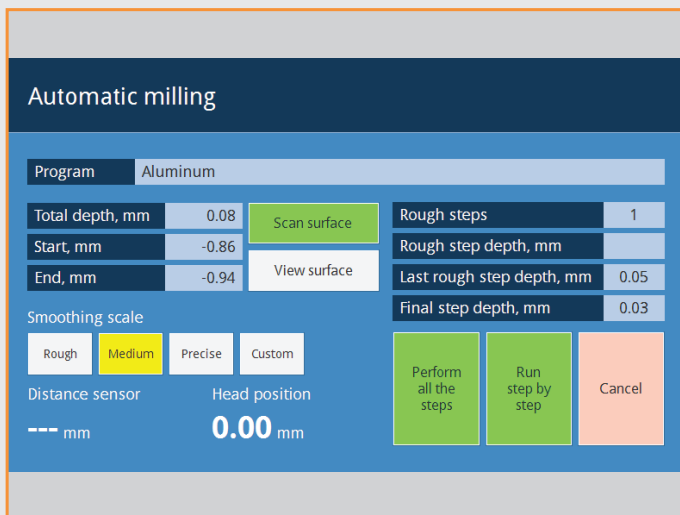 Automatic milling
Program Aluminum
Total depth, mm 0.08
Start, mm -0.86
End, mm -0.94
Scan surface
View surface
Rough steps 1
Rough step depth, mm
Last rough step depth, mm 0.05
Final step depth, mm 0.03
Smoothing scale
Rough Medium Precise Custom
Distance sensor
--- mm
Head position
0.00 mm
Perform
all the
steps
Run
step by
step
Cancel